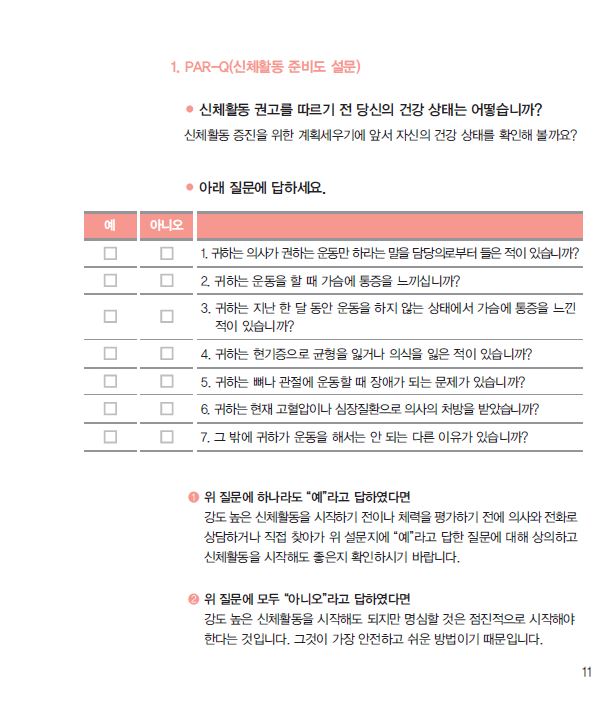 1. PAR-Q(신체활동 준비도 설문)
● 신체활동 권고를 따르기 전 당신의 건강 상태는 어떻습니까?
신체활동 증진을 위한 계획세우기에 앞서 자신의 건강 상태를 확인해 볼까요?
● 아래 질문에 답하세요.
예 아니오
□ □ 1. 귀하는 의사가 권하는 운동만 하라는 말을 담당의로부터 들은 적이 있습니까?
□ □ 2. 귀하는 운동을 할 때 가슴에 통증을 느끼십니까?
□ □ 3. 귀하는 지난 한 달 동안 운동을 하지 않는 상태에서 가슴에 통증을 느낀
적이 있습니까?
□ □ 4. 귀하는 현기증으로 균형을 잃거나 의식을 잃은 적이 있습니까?
□ □ 5. 귀하는 뼈나 관절에 운동할 때 장애가 되는 문제가 있습니까?
□ □ 6. 귀하는 현재 고혈압이나 심장질환으로 의사의 처방을 받았습니까?
□ □ 7. 그 밖에 귀하가 운동을 해서는 안 되는 다른 이유가 있습니까?
❶ 위 질문에 하나라도 “예”라고 답하였다면
강도 높은 신체활동을 시작하기 전이나 체력을 평가하기 전에 의사와 전화로
상담하거나 직접 찾아가 위 설문지에 “예”라고 답한 질문에 대해 상의하고
신체활동을 시작해도 좋은지 확인하시기 바랍니다.
❷ 위 질문에 모두 “아니오”라고 답하였다면
강도 높은 신체활동을 시작해도 되지만 명심할 것은 점진적으로 시작해야
한다는 것입니다. 그것이 가장 안전하고 쉬운 방법이기 때문입니다.
11